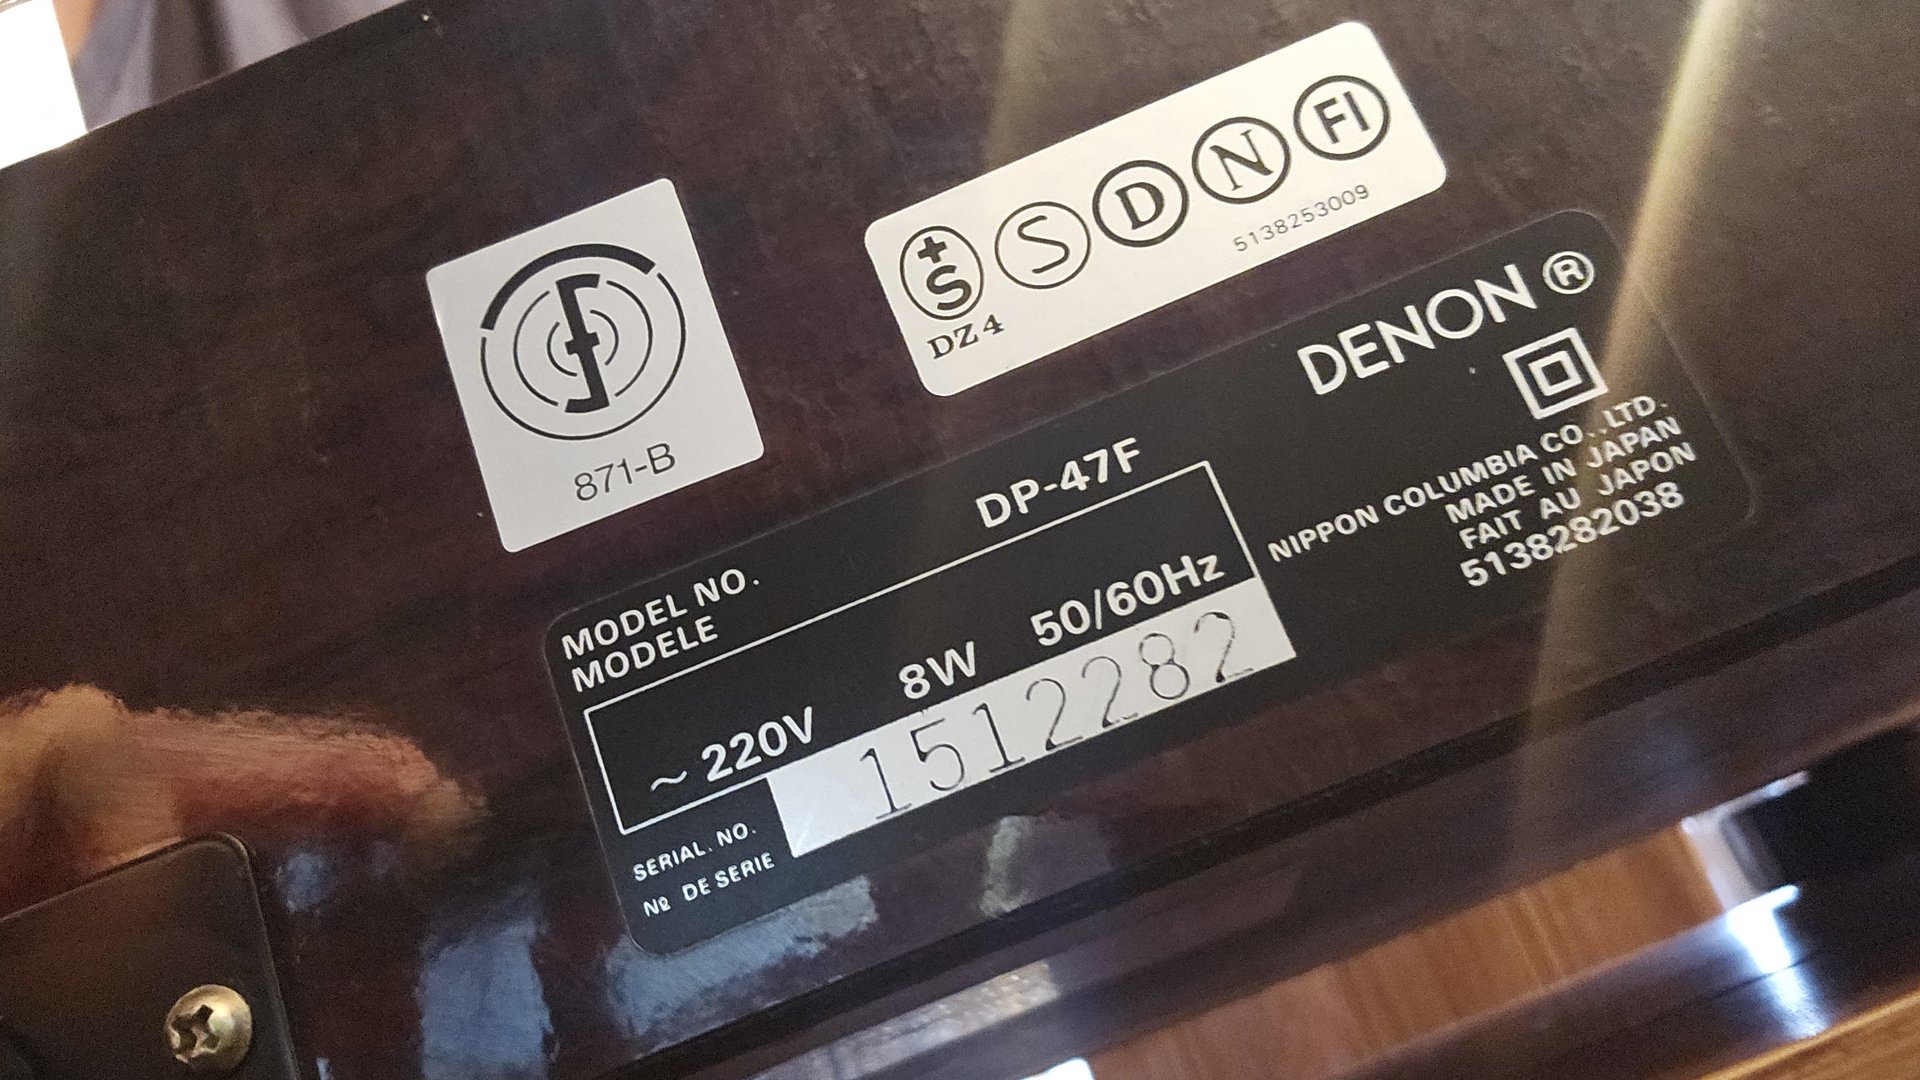 871-B
+S S D N FI
DZ4
5138253009
DENON ®
MODEL NO.
MODELE
DP-47F
~ 220V 8W 50/60Hz
SERIAL. NO.
Nº DE SERIE
1512282
NIPPON COLUMBIA CO.,LTD.
MADE IN JAPAN
FAIT AU JAPON
5138282038